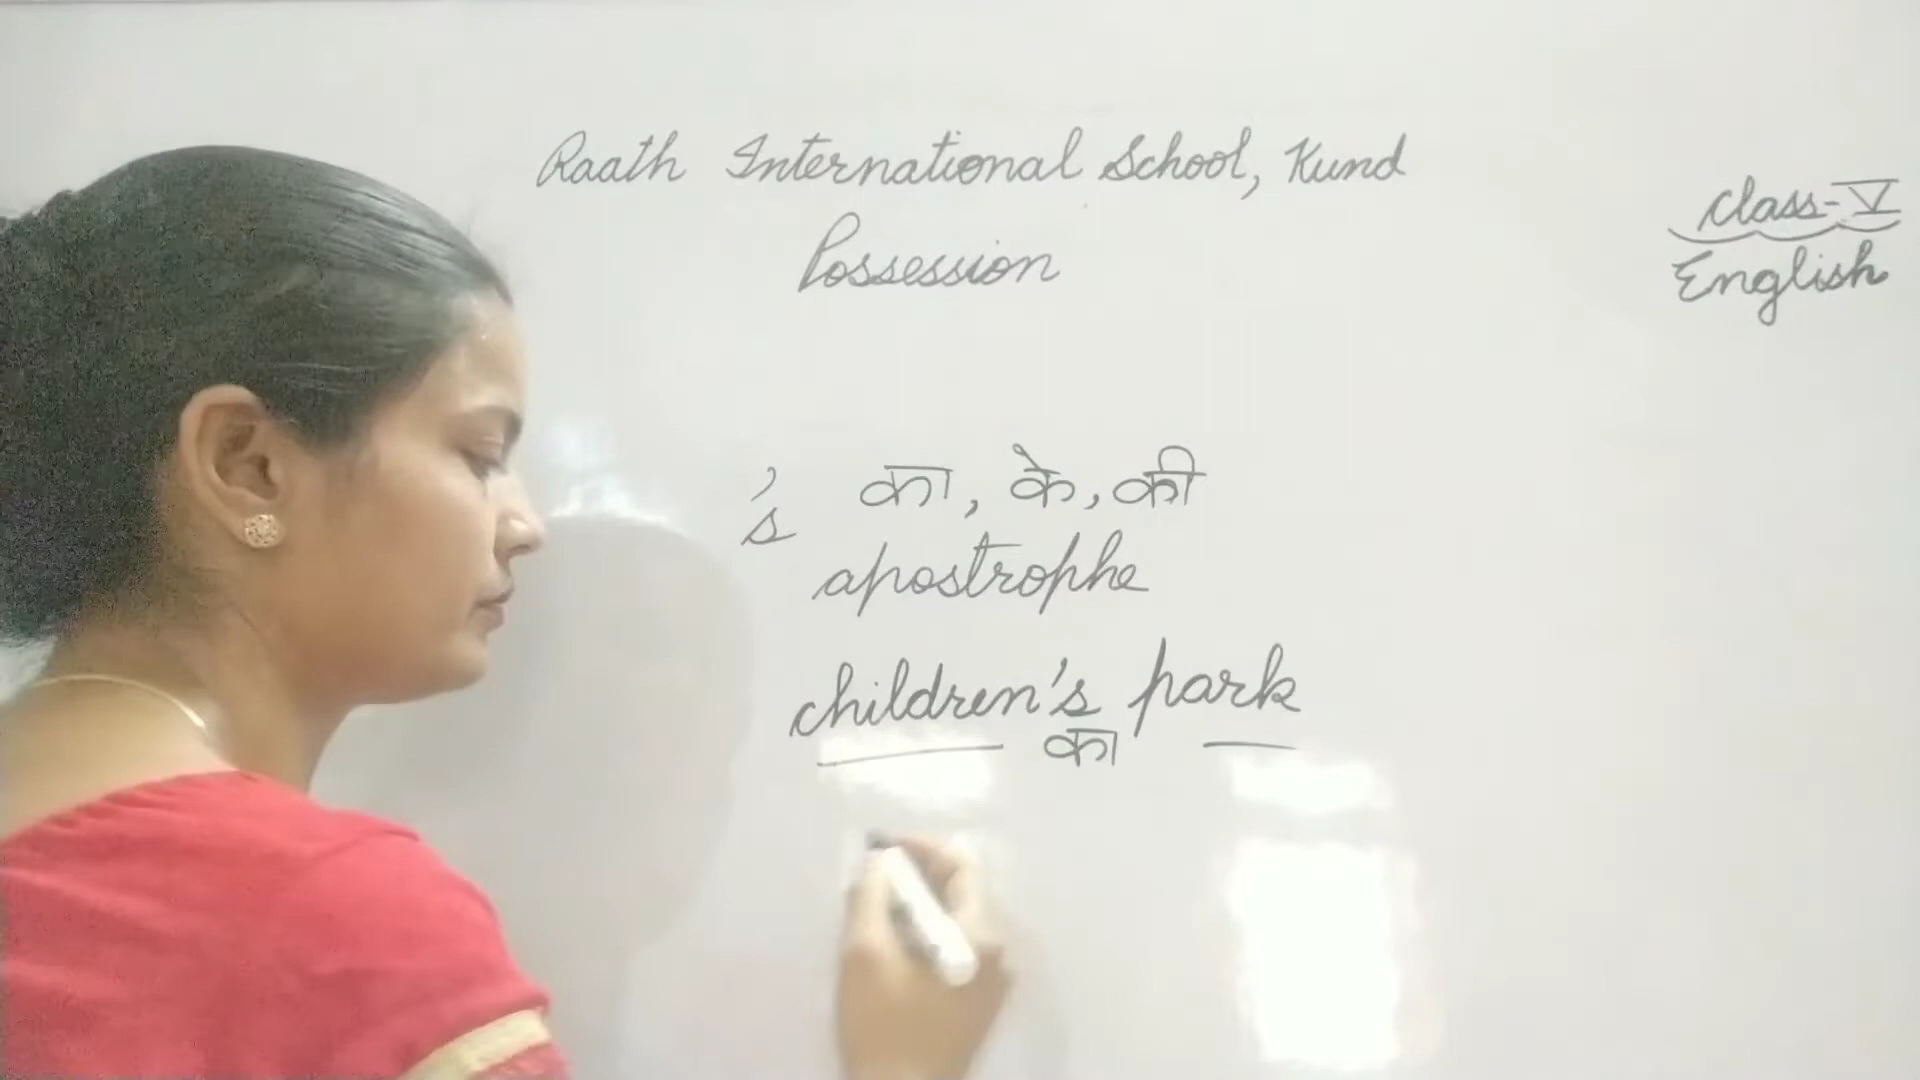 Raath International School, Kund
Possession
class-V
English
's का, के, की
apostrophe
children's park
का